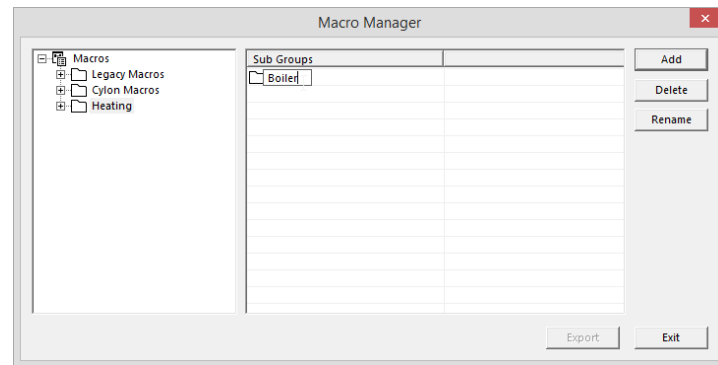 Macro Manager
Macros
Legacy Macros
Cylon Macros
Heating
Sub Groups
Boiler
Add
Delete
Rename
Export
Exit